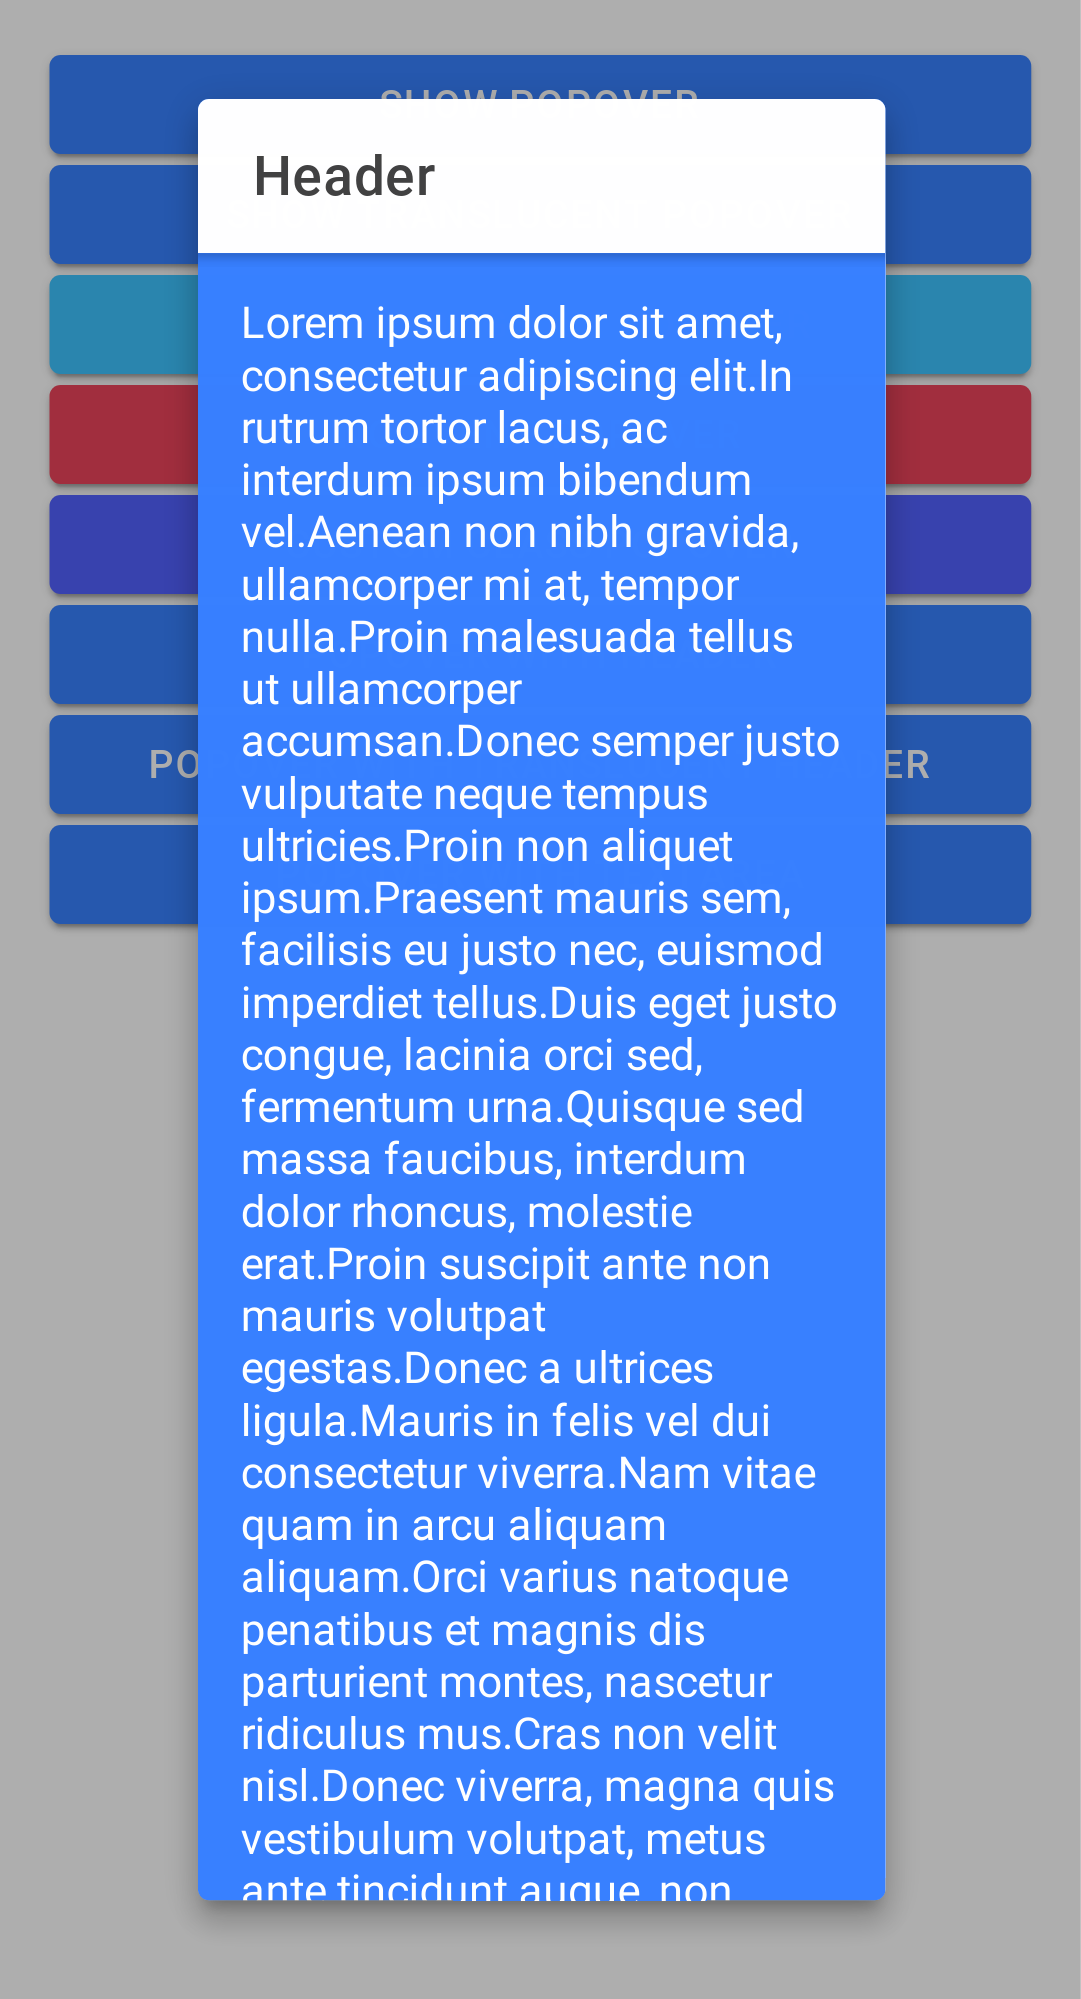 SHOW POPOVER
Header
Lorem ipsum dolor sit amet,
consectetur adipiscing elit.In
rutrum tortor lacus, ac
interdum ipsum bibendum
vel.Aenean non nibh gravida,
ullamcorper mi at, tempor
nulla.Proin malesuada tellus
ut ullamcorper
accumsan.Donec semper justo
vulputate neque tempus
ultricies.Proin non aliquet
ipsum.Praesent mauris sem,
facilisis eu justo nec, euismod
imperdiet tellus.Duis eget justo
congue, lacinia orci sed,
fermentum urna.Quisque sed
massa faucibus, interdum
dolor rhoncus, molestie
erat.Proin suscipit ante non
mauris volutpat
egestas.Donec a ultrices
ligula.Mauris in felis vel dui
consectetur viverra.Nam vitae
quam in arcu aliquam
aliquam.Orci varius natoque
penatibus et magnis dis
parturient montes, nascetur
ridiculus mus.Cras non velit
nisl.Donec viverra, magna quis
vestibulum volutpat, metus
ante tincidunt augue, non